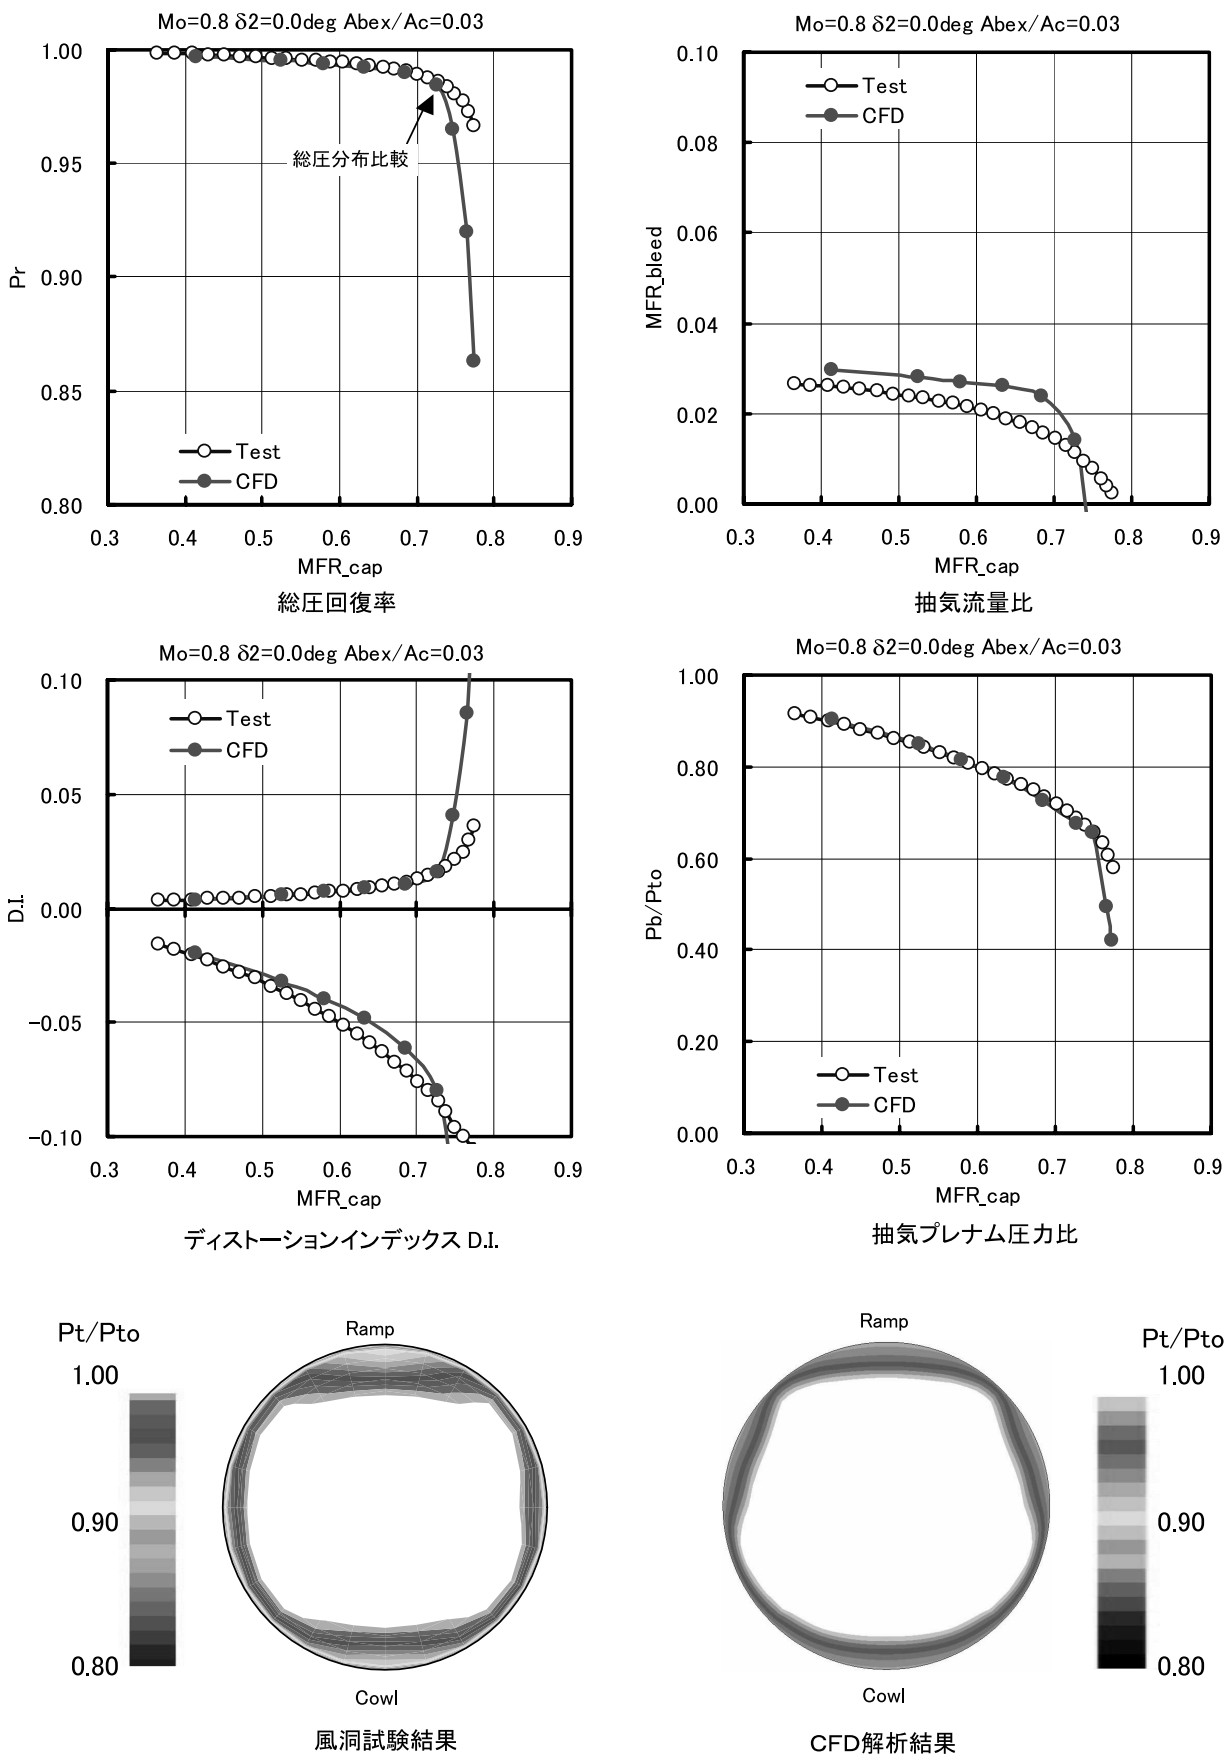 Mo=0.8 δ2=0.0deg Abex/Ac=0.03
1.00
0.95
0.90
0.85
0.80
Pr
総圧分布比較
Test
CFD
0.3 0.4 0.5 0.6 0.7 0.8 0.9
MFR_cap
総圧回復率
Mo=0.8 δ2=0.0deg Abex/Ac=0.03
0.10
0.08
0.06
0.04
0.02
0.00
MFR_bleed
Test
CFD
0.3 0.4 0.5 0.6 0.7 0.8 0.9
MFR_cap
抽気流量比
Mo=0.8 δ2=0.0deg Abex/Ac=0.03
0.10
0.05
0.00
-0.05
-0.10
D.I.
Test
CFD
0.3 0.4 0.5 0.6 0.7 0.8 0.9
MFR_cap
ディストーションインデックス D.I.
Mo=0.8 δ2=0.0deg Abex/Ac=0.03
1.00
0.80
0.60
0.40
0.20
0.00
Pb/Pto
Test
CFD
0.3 0.4 0.5 0.6 0.7 0.8 0.9
MFR_cap
抽気プレナム圧力比
Pt/Pto
1.00
0.90
0.80
Ramp
Cowl
風洞試験結果
Ramp
Cowl
Pt/Pto
1.00
0.90
0.80
CFD解析結果